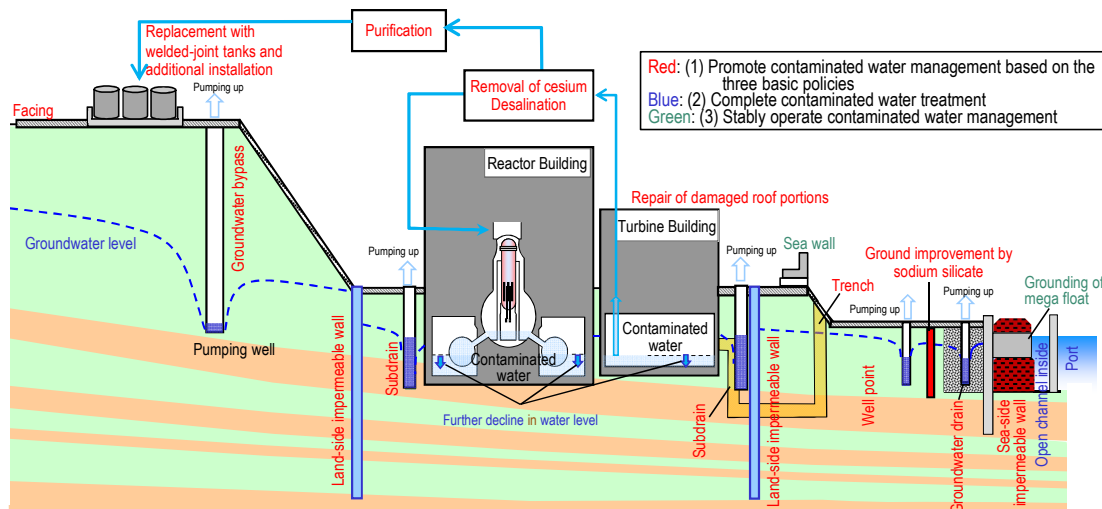 Replacement with
welded-joint tanks and
additional installation
Purification
Removal of cesium
Desalination
Red: (1) Promote contaminated water management based on the
three basic policies
Blue: (2) Complete contaminated water treatment
Green: (3) Stably operate contaminated water management
Pumping up
Facing
Groundwater bypass
Groundwater level
Pumping well
Reactor Building
Repair of damaged roof portions
Turbine Building
Pumping up
Pumping up
Sea wall
Ground improvement by
sodium silicate
Trench
Pumping up
Pumping up
Grounding of
mega float
Contaminated
water
Contaminated
water
Port
Subdrain
Further decline in water level
Land-side impermeable wall
Subdrain
Land-side impermeable wall
Well point
Groundwater drain
Sea-side
impermeable wall
Open channel inside